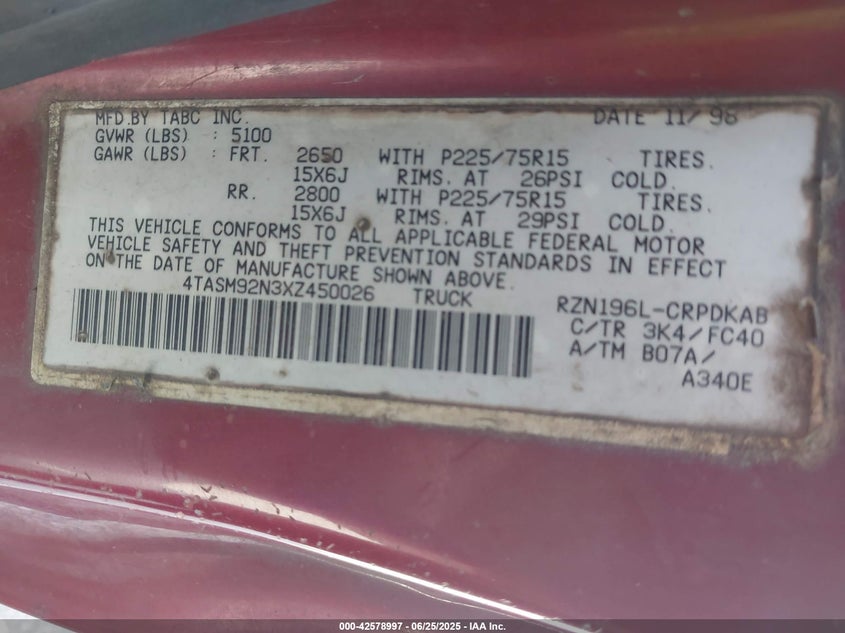 MFD.BY TABC INC. DATE 11/98
GVWR (LBS) : 5100
GAWR (LBS) : FRT. 2650 WITH P225/75R15 TIRES.
15X6J RIMS. AT 26PSI COLD.
RR. 2800 WITH P225/75R15 TIRES.
15X6J RIMS. AT 29PSI COLD.
THIS VEHICLE CONFORMS TO ALL APPLICABLE FEDERAL MOTOR
VEHICLE SAFETY AND THEFT PREVENTION STANDARDS IN EFFECT
ON THE DATE OF MANUFACTURE SHOWN ABOVE.
4TASM92N3XZ450026 TRUCK
RZN196L-CRPDKAB
C/TR 3K4/FC40
A/TM B07A/
A340E
000-42578997 - 06/25/2025 - IAA Inc.